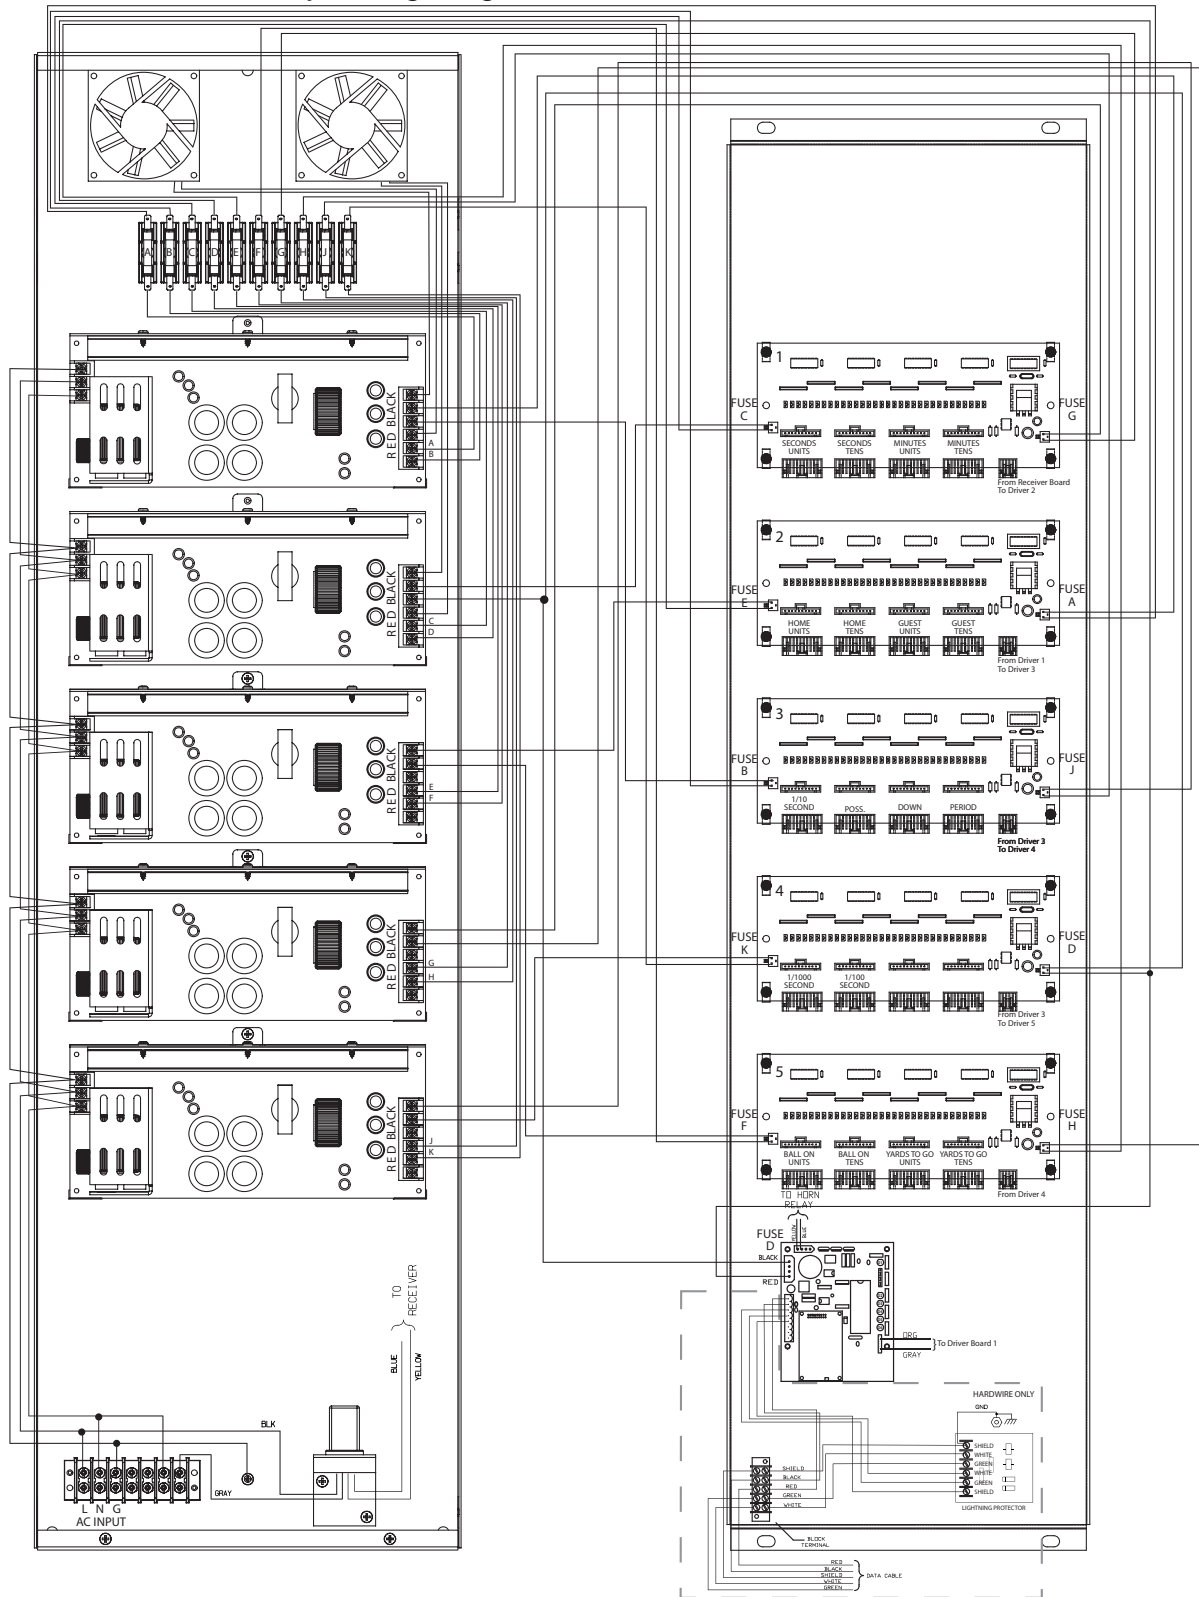 A B C D E F G H J K
RED BLACK
A
B
RED BLACK
C
D
RED BLACK
E
F
RED BLACK
G
H
RED BLACK
J
K
TO
RECEIVER
BLUE
YELLOW
BLK
GRAY
L N G
AC INPUT
1
FUSE
C
FUSE
G
SECONDS
UNITS
SECONDS
TENS
MINUTES
UNITS
MINUTES
TENS
From Receiver Board
To Driver 2
2
FUSE
E
FUSE
A
HOME
UNITS
HOME
TENS
GUEST
UNITS
GUEST
TENS
From Driver 1
To Driver 3
3
FUSE
B
FUSE
J
1/10
SECOND
POSS.
DOWN
PERIOD
From Driver 3
To Driver 4
4
FUSE
K
FUSE
D
1/1000
SECOND
1/100
SECOND
From Driver 3
To Driver 5
5
FUSE
F
FUSE
H
BALL ON
UNITS
BALL ON
TENS
YARDS TO GO
UNITS
YARDS TO GO
TENS
From Driver 4
TO HORN
RELAY
YELLOW
BLUE
FUSE
D
BLACK
RED
ORG
GRAY
To Driver Board 1
HARDWIRE ONLY
GND
SHIELD
WHITE
GREEN
WHITE
GREEN
SHIELD
LIGHTNING PROTECTOR
SHIELD
BLACK
RED
GREEN
WHITE
BLOCK
TERMINAL
RED
BLACK
SHIELD
WHITE
GREEN
DATA CABLE